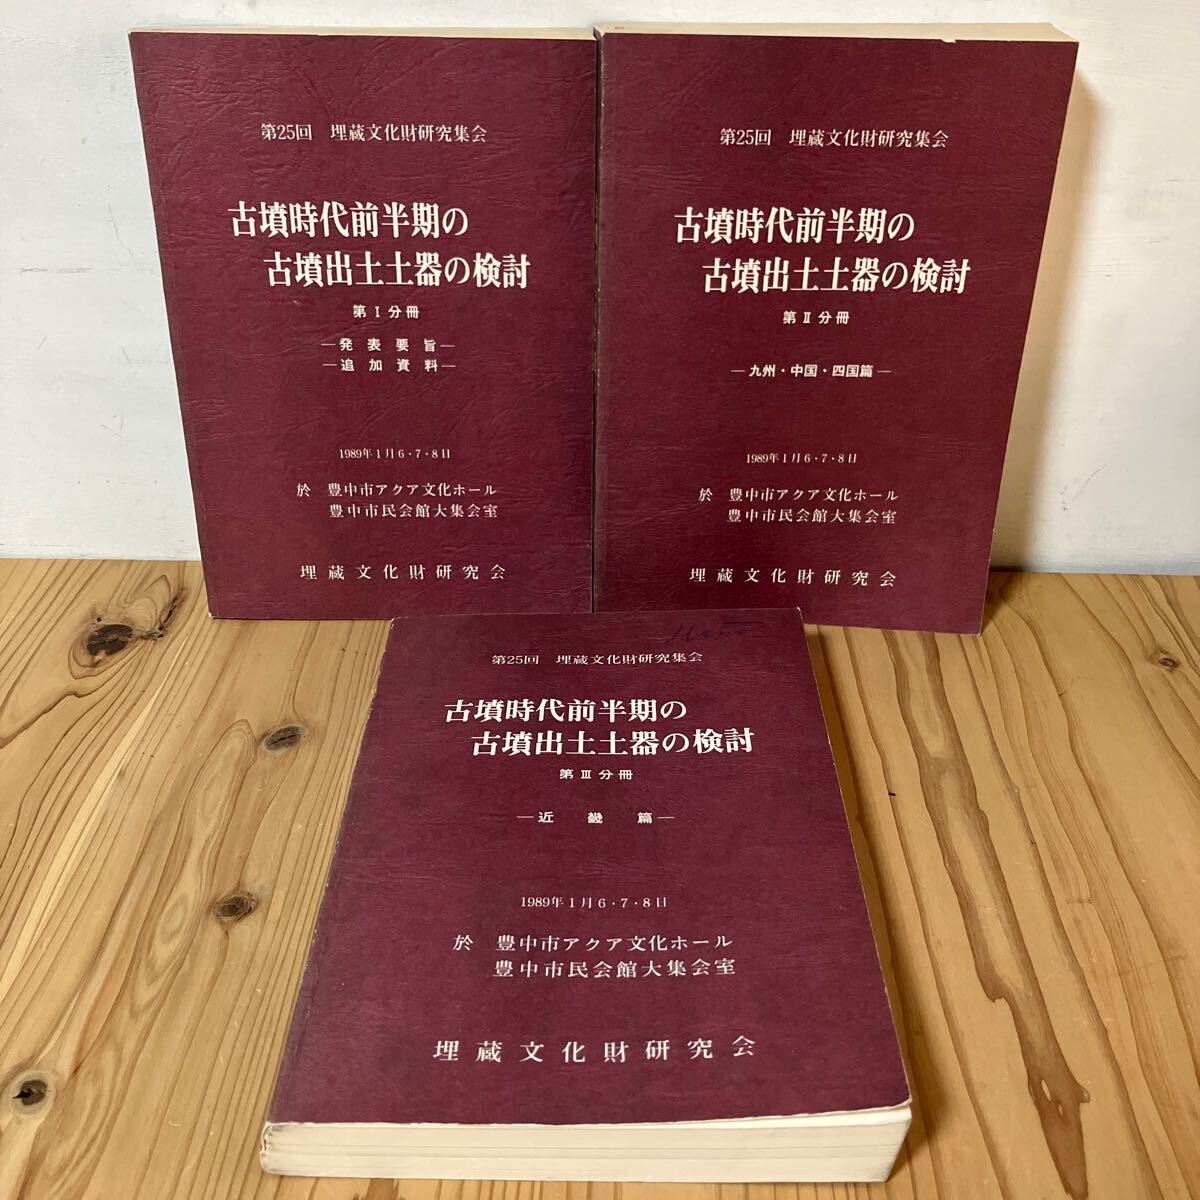 第25回　埋蔵文化財研究集会
古墳時代前半期の
古墳出土土器の検討
第Ⅰ分冊
―発表要旨―
―追加資料―
1989年1月6・7・8日
於　豊中市アクア文化ホール
豊中市民会館大集会室
埋蔵文化財研究会
第25回　埋蔵文化財研究集会
古墳時代前半期の
古墳出土土器の検討
第Ⅱ分冊
―九州・中国・四国篇―
1989年1月6・7・8日
於　豊中市アクア文化ホール
豊中市民会館大集会室
埋蔵文化財研究会
第25回　埋蔵文化財研究集会
古墳時代前半期の
古墳出土土器の検討
第Ⅲ分冊
―近畿篇―
1989年1月6・7・8日
於　豊中市アクア文化ホール
豊中市民会館大集会室
埋蔵文化財研究会